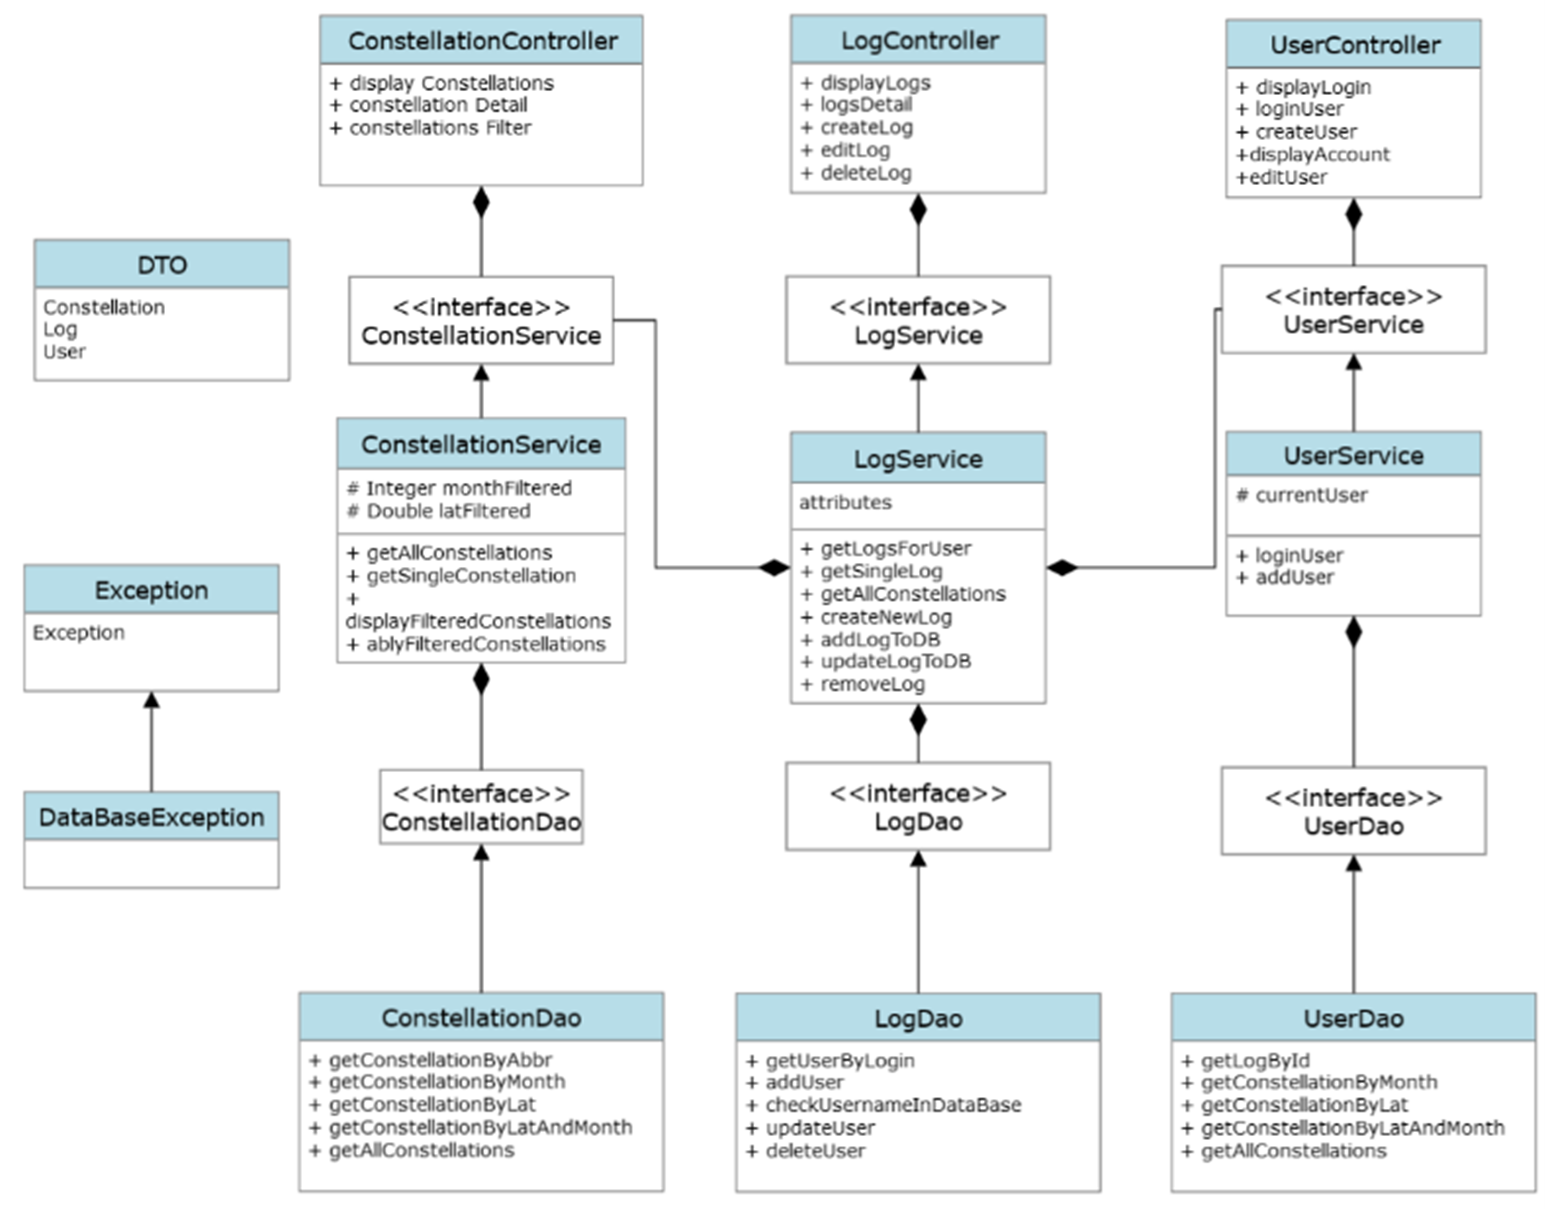 ConstellationController
+ display Constellations
+ constellation Detail
+ constellations Filter
LogController
+ displayLogs
+ logsDetail
+ createLog
+ editLog
+ deleteLog
UserController
+ displayLogin
+ loginUser
+ createUser
+displayAccount
+editUser
DTO
Constellation
Log
User
<<interface>>
ConstellationService
<<interface>>
LogService
<<interface>>
UserService
ConstellationService
# Integer monthFiltered
# Double latFiltered
+ getAllConstellations
+ getSingleConstellation
+
displayFilteredConstellations
+ ablyFilteredConstellations
LogService
attributes
+ getLogsForUser
+ getSingleLog
+ getAllConstellations
+ createNewLog
+ addLogToDB
+ updateLogToDB
+ removeLog
UserService
# currentUser
+ loginUser
+ addUser
Exception
Exception
DataBaseException
<<interface>>
ConstellationDao
<<interface>>
LogDao
<<interface>>
UserDao
ConstellationDao
+ getConstellationByAbbr
+ getConstellationByMonth
+ getConstellationByLat
+ getConstellationByLatAndMonth
+ getAllConstellations
LogDao
+ getUserByLogin
+ addUser
+ checkUsernameInDataBase
+ updateUser
+ deleteUser
UserDao
+ getLogById
+ getConstellationByMonth
+ getConstellationByLat
+ getConstellationByLatAndMonth
+ getAllConstellations